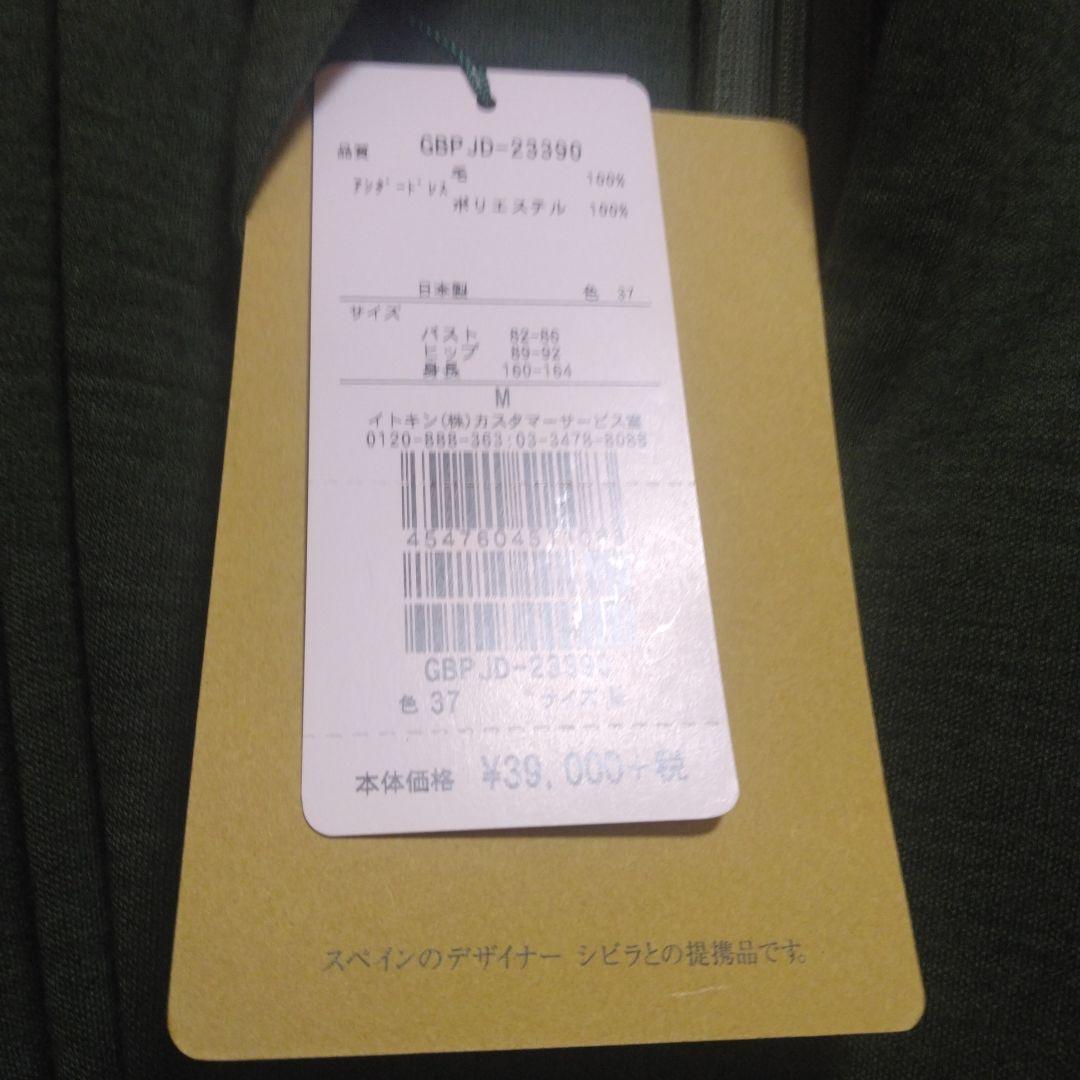 品質 GBPJD-23390
毛 100%
アンダ-ドレス
ポリエステル 100%
日本製 色 37
サイズ
バスト 82-86
ヒップ 89-92
身長 160-164
M
イトキン(株)カスタマーサービス室
0120-888-363:03-3478-8088
GBPJD-23390
色 37 サイズ M
本体価格 ¥39,000+税
スペインのデザイナー シビラとの提携品です。